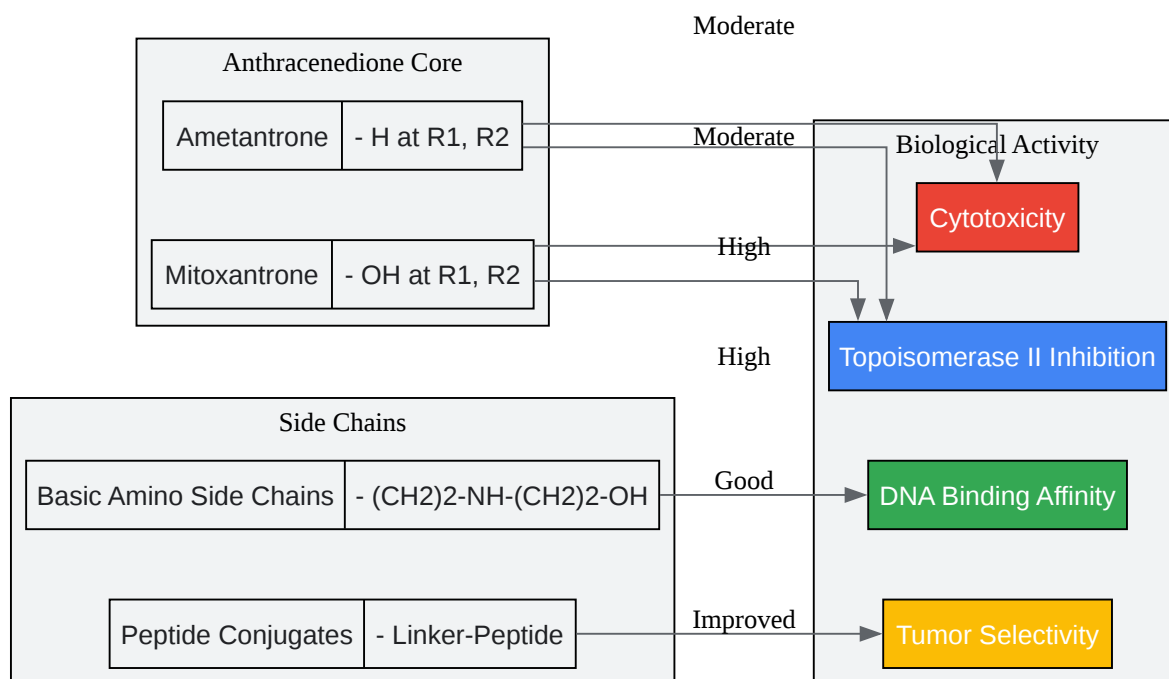 Moderate
Anthracenedione Core
Ametantrone - H at R1, R2
Moderate
Biological Activity
Cytotoxicity
Mitoxantrone - OH at R1, R2
High
Topoisomerase II Inhibition
High
Side Chains
Basic Amino Side Chains - (CH2)2-NH-(CH2)2-OH
Good
DNA Binding Affinity
Peptide Conjugates - Linker-Peptide
Improved
Tumor Selectivity